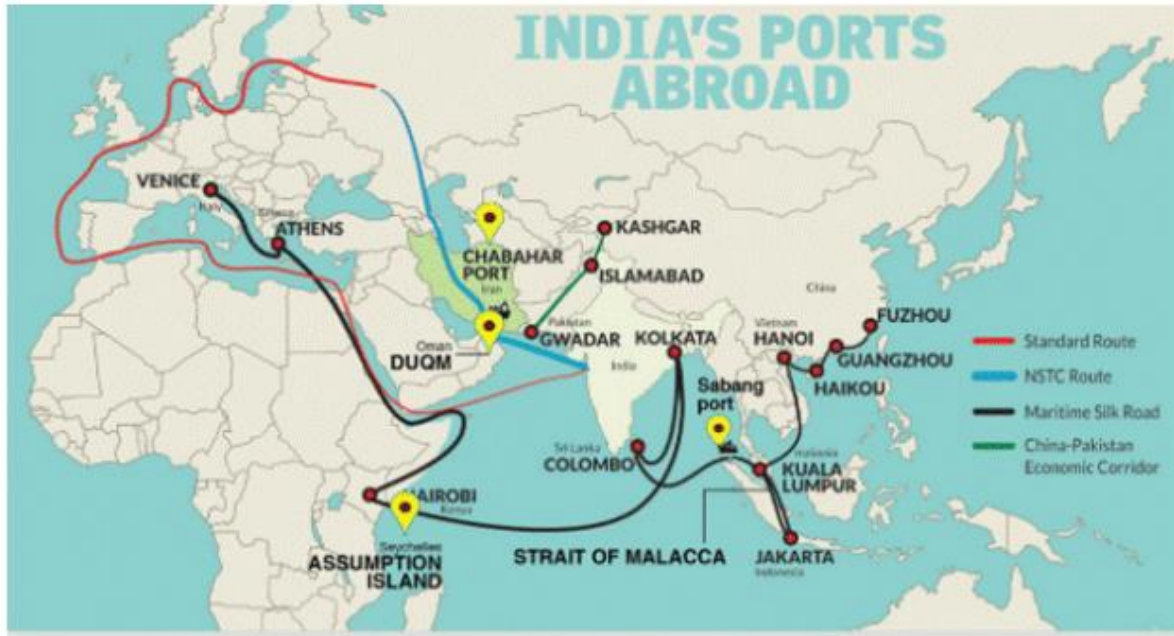 INDIA'S PORTS
ABROAD
VENICE
Italy
Greece
ATHENS
CHABAHAR
PORT
Iran
KASHGAR
ISLAMABAD
China
Pakistan
GWADAR
Oman
DUQM
KOLKATA
India
Vietnam
HANOI
FUZHOU
GUANGZHOU
HAIKOU
Sabang
port
Sri Lanka
COLOMBO
malaisia
KUALA
LUMPUR
NAIROBI
Kenya
Seychelles
ASSUMPTION
ISLAND
STRAIT OF MALACCA
JAKARTA
Indonesia
Standard Route
NSTC Route
Maritime Silk Road
China-Pakistan
Economic Corridor